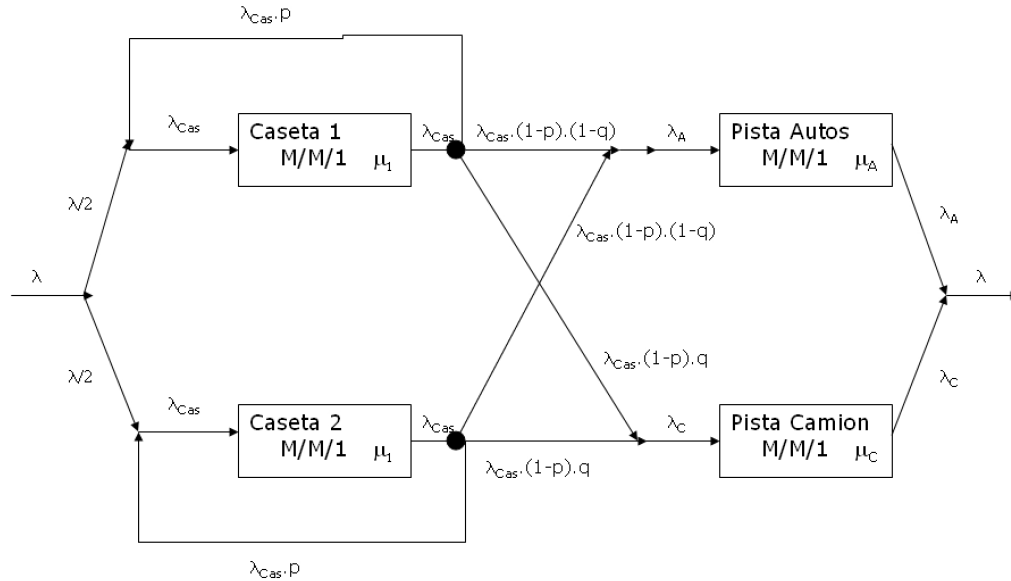 λCas.p
λCas
Caseta 1
M/M/1 μ1
λCas
λCas.(1-p).(1-q)
λA
Pista Autos
M/M/1 μA
λ/2
λCas.(1-p).(1-q)
λA
λ
λ
λ/2
λCas.(1-p).q
λC
λCas
Caseta 2
M/M/1 μ1
λCas
λC
Pista Camion
M/M/1 μC
λCas.(1-p).q
λCas.p